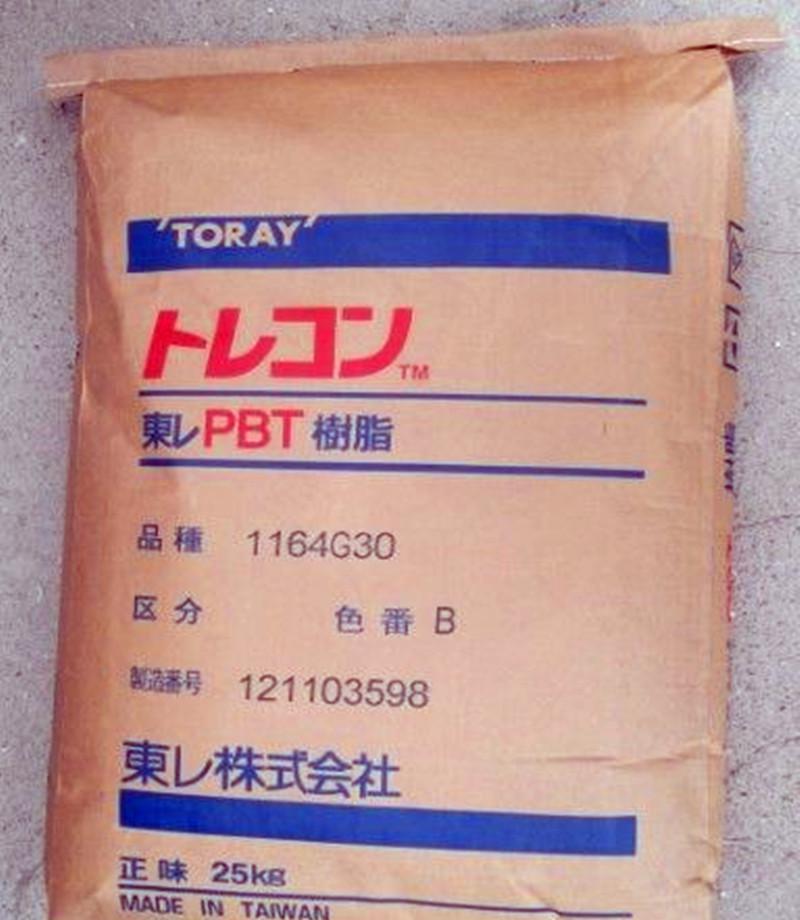 'TORAY'
トレコン™
東レPBT樹脂
品種 1164G30
区分 色番 B
製造番号 121103598
東レ株式会社
正味 25kg
MADE IN TAIWAN